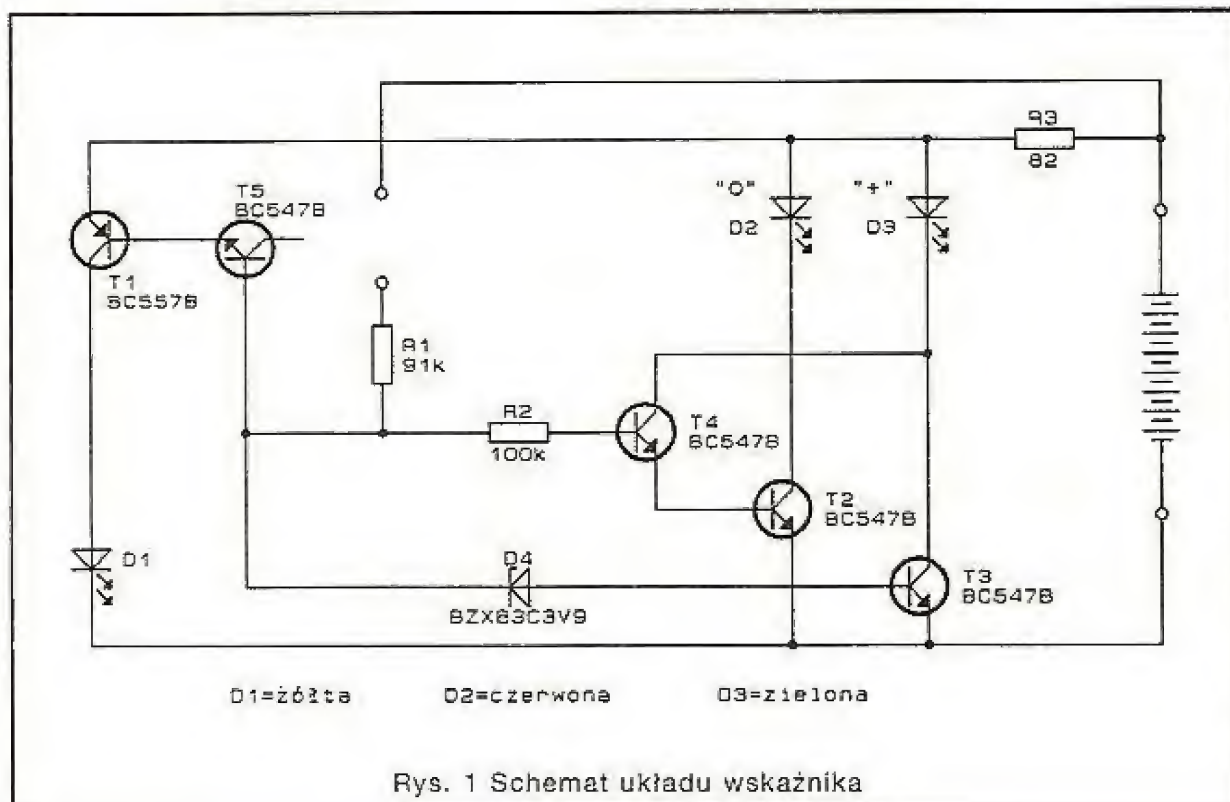 R3
82
T5
BC547B
"O"
D2
"+"
D3
T1
BC557B
R1
91k
R2
100k
T4
BC547B
T2
BC547B
D1
D4
BZX83C3V9
T3
BC547B
D1=żółta D2=czerwona D3=zielona
Rys. 1 Schemat układu wskaźnika